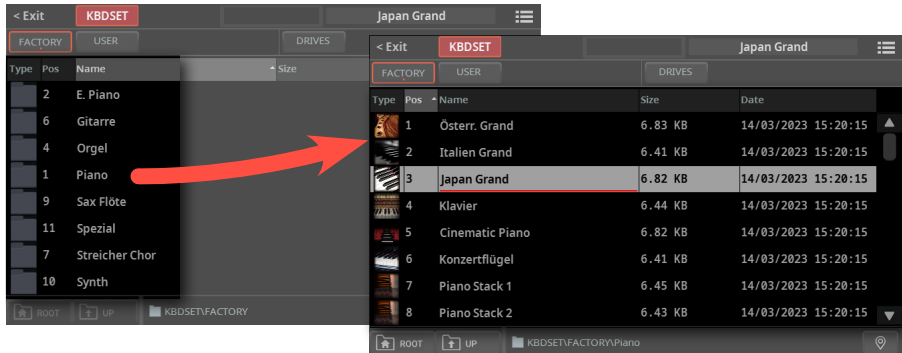 < Exit KBDSET Japan Grand
FACTORY USER DRIVES
Type Pos Name Size
2 E. Piano
6 Gitarre
4 Orgel
1 Piano
9 Sax Flöte
11 Spezial
7 Streicher Chor
10 Synth
ROOT UP KBDSET\FACTORY
< Exit KBDSET Japan Grand
FACTORY USER DRIVES
Type Pos Name Size Date
1 Österr. Grand 6.83 KB 14/03/2023 15:20:15
2 Italien Grand 6.41 KB 14/03/2023 15:20:15
3 Japan Grand 6.82 KB 14/03/2023 15:20:15
4 Klavier 6.44 KB 14/03/2023 15:20:15
5 Cinematic Piano 6.82 KB 14/03/2023 15:20:15
6 Konzertflügel 6.41 KB 14/03/2023 15:20:15
7 Piano Stack 1 6.45 KB 14/03/2023 15:20:15
8 Piano Stack 2 6.43 KB 14/03/2023 15:20:15
ROOT UP KBDSET\FACTORY\Piano